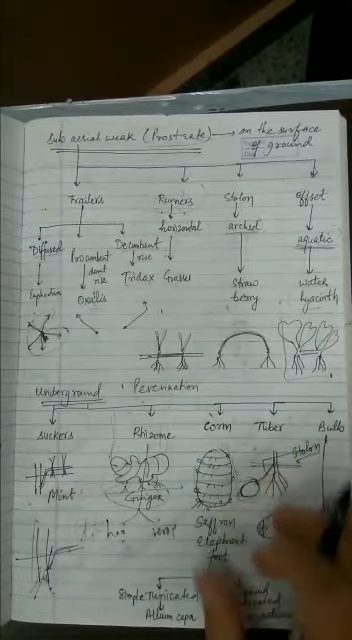 Sub aerial weak (Prostrate) → on the surface
of ground
Trailers Runners Stolon offset
Diffused Procumbent Decumbent horizontal arched aquatic
dont rise rise
Euphorbia Oxalis Tridax Grasses Straw berry water hyacinth
Underground Perennation
suckers Rhizome Corm Tuber Bulb
Stolon
Mint Ginger Saffron
Elephant
foot
Simple Tunicated
Allium cepa